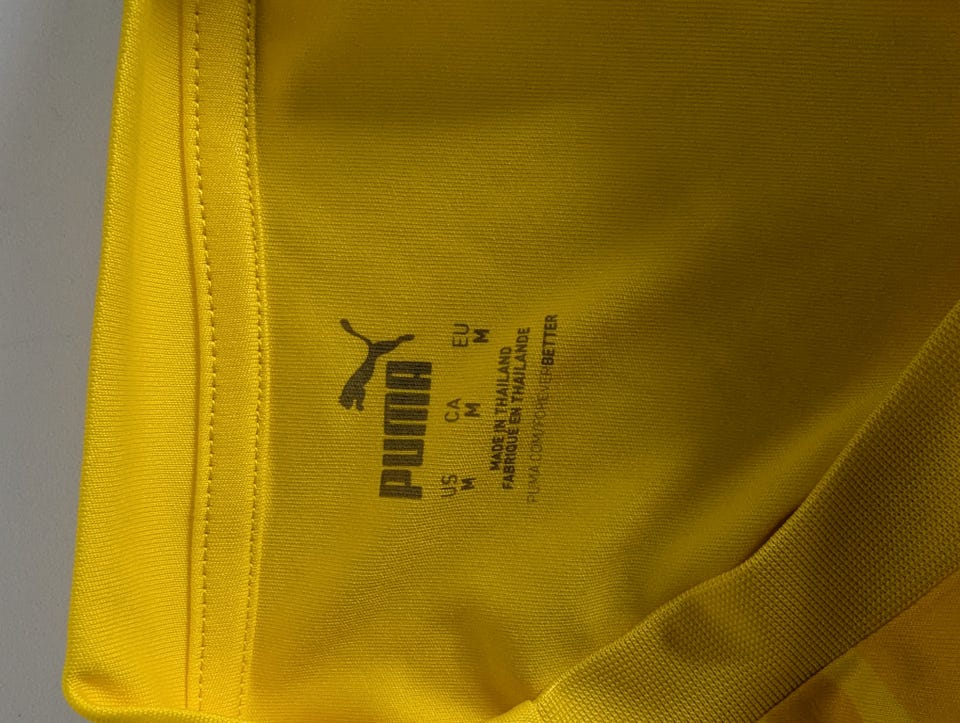 PUMA
US CA EU
M M M
MADE IN THAILAND
FABRIQUE EN THAILANDE
PUMA.COM/FOREVERBETTER